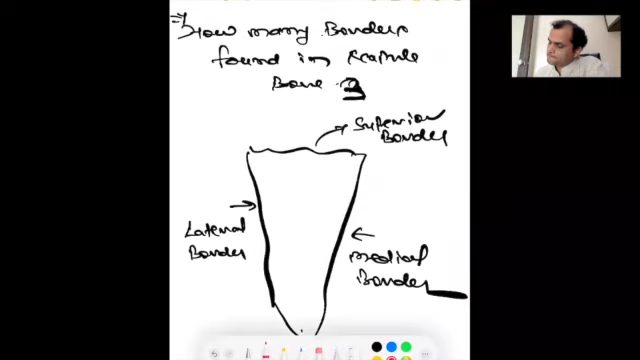 ⇒ How many Borders
found in scapula
Bone 3
Superior
Border
Lateral
Border
medial
Border